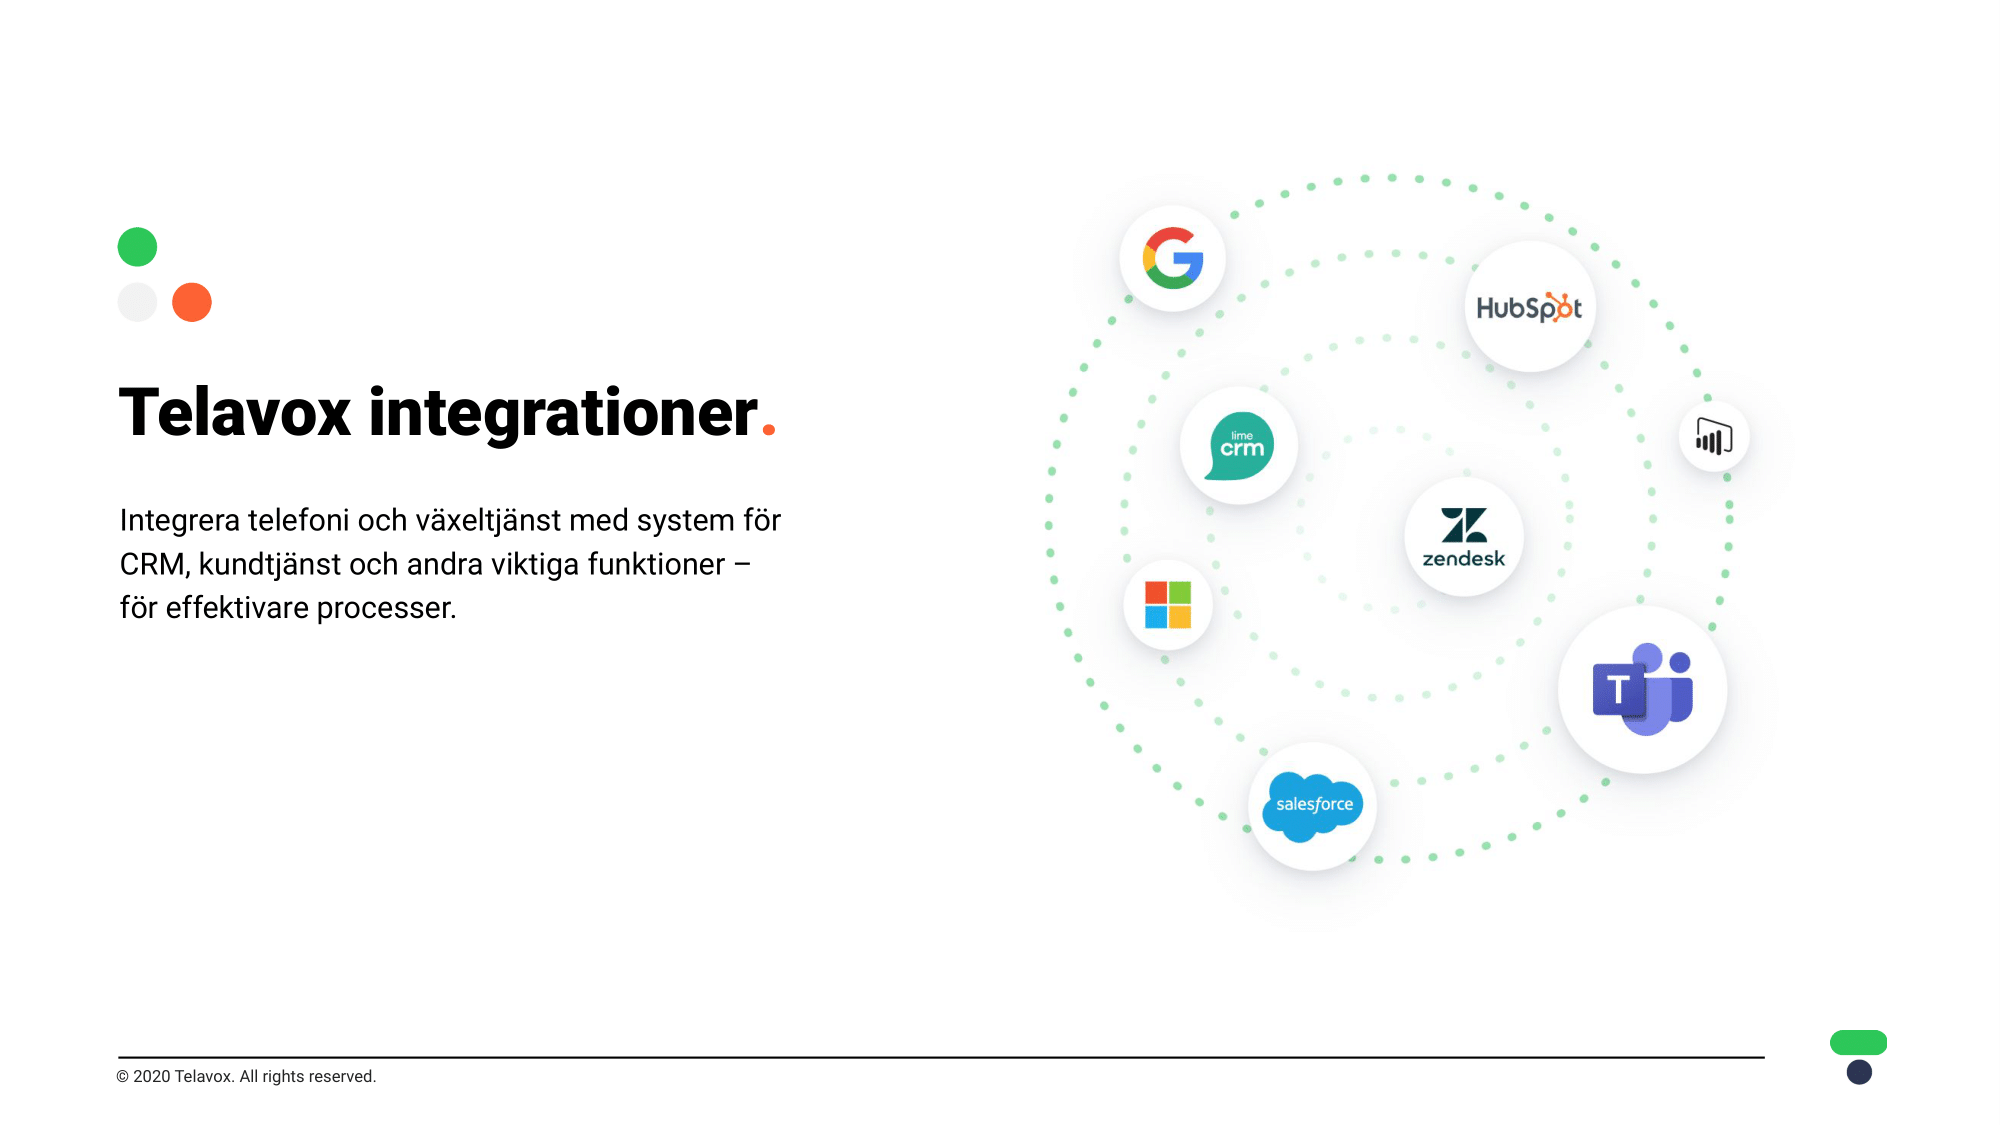 Telavox integrationer.
Integrera telefoni och växeltjänst med system för
CRM, kundtjänst och andra viktiga funktioner –
för effektivare processer.
HubSpot
lime
crm
zendesk
T
salesforce
© 2020 Telavox. All rights reserved.